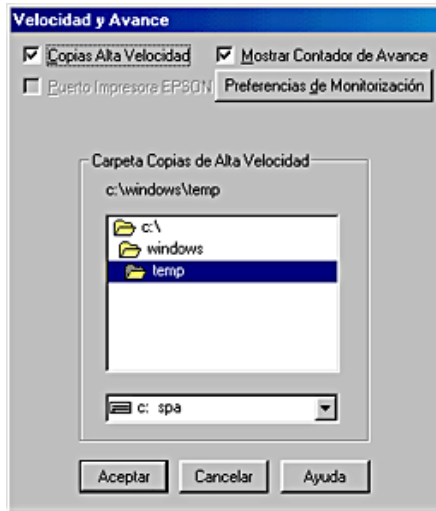 Velocidad y Avance
Copias Alta Velocidad Mostrar Contador de Avance
Puerto Impresora EPSON Preferencias de Monitorización
Carpeta Copias de Alta Velocidad
c:\windows\temp
c:\
windows
temp
c: spa
Aceptar Cancelar Ayuda